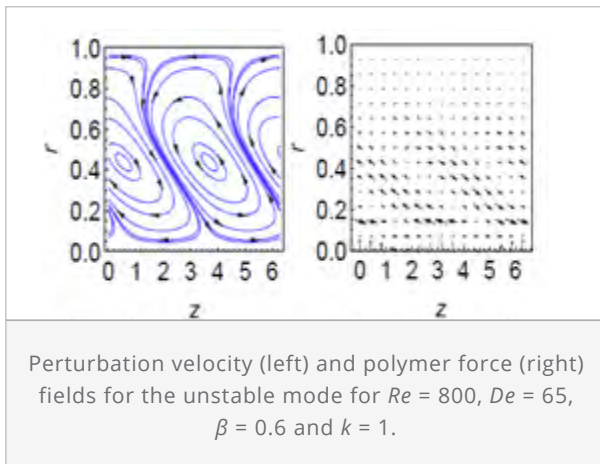 1.0
0.8
0.6
0.4
0.2
0.0
r
0 1 2 3 4 5 6
z
1.0
0.8
0.6
0.4
0.2
0.0
r
0 1 2 3 4 5 6
z
Perturbation velocity (left) and polymer force (right)
fields for the unstable mode for Re = 800, De = 65,
β = 0.6 and k = 1.